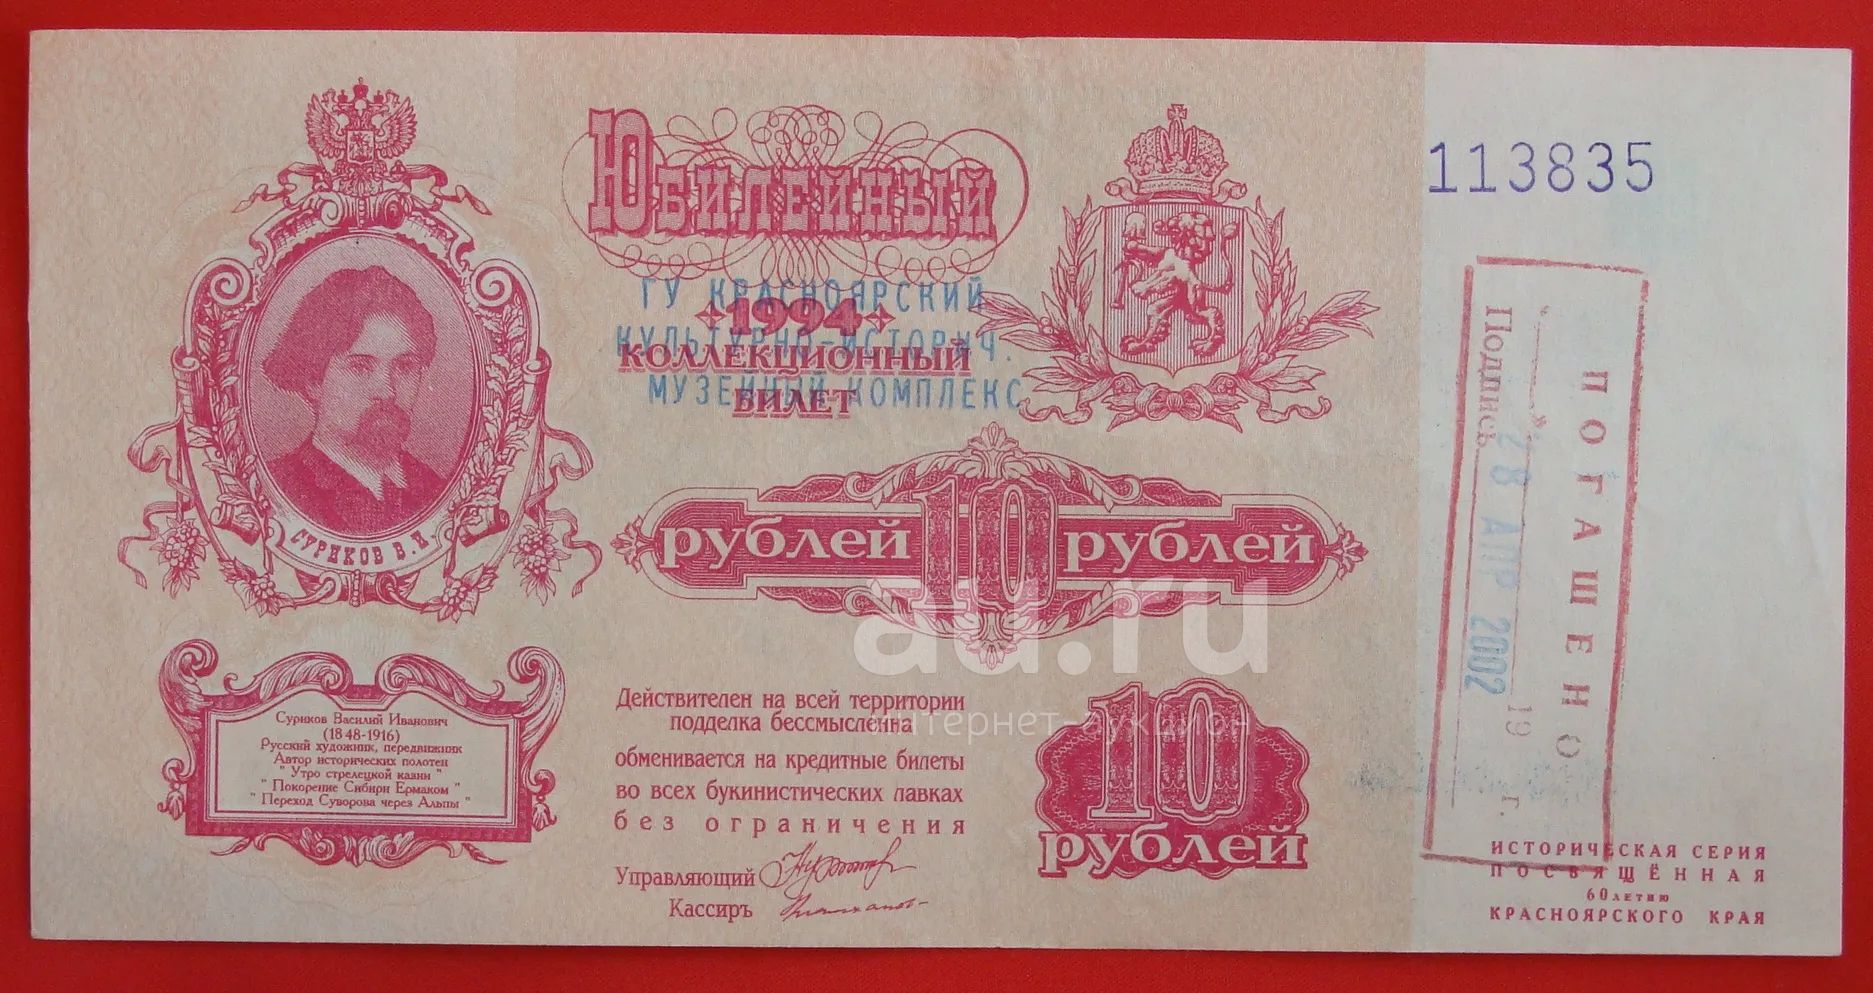 Юбилейный
1994
коллекционный
билет
ГУ КРАСНОЯРСКИЙ
КУЛЬТУРНО-ИСТОРИЧ.
МУЗЕЙНЫЙ КОМПЛЕКС
113835
СУРИКОВ В.И.
рублей 10 рублей
Суриков Василий Иванович
(1848-1916)
Русский художник, передвижник
Автор исторических полотен
" Утро стрелецкой казни "
" Покорение Сибири Ермаком "
" Переход Суворова через Альпы "
Действителен на всей территории
подделка бессмысленна
обменивается на кредитные билеты
во всех букинистических лавках
без ограничения
Управляющий
Кассиръ
10
рублей
ПОГАШЕНО
" " 19 г.
Подпись
28 АПР 2002
ИСТОРИЧЕСКАЯ СЕРИЯ
ПОСВЯЩЁННАЯ
60летию
КРАСНОЯРСКОГО КРАЯ
au.ru
интернет-аукцион